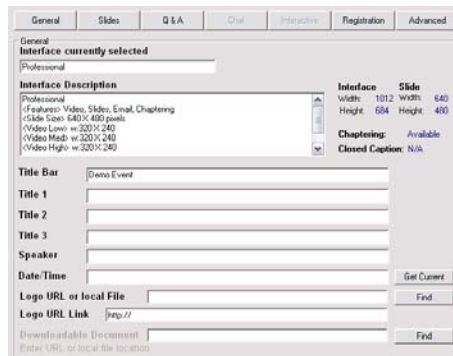 General Slides Q & A Chat Interactive Registration Advanced
General
Interface currently selected
Professional
Interface Description
Professional
<Features> Video, Slides, Email, Chaptering
<Slide Size> 640 X 480 pixels
<Video Low> w:320 X 240
<Video Med> w:320 X 240
<Video High> w:320 X 240
Interface Slide
Width: 1012 Width: 640
Height: 684 Height: 480
Chaptering: Available
Closed Caption: N/A
Title Bar Demo Event
Title 1
Title 2
Title 3
Speaker
Date/Time Get Current
Logo URL or local File Find
Logo URL Link http://
Downloadable Document Find
Enter URL or local file location